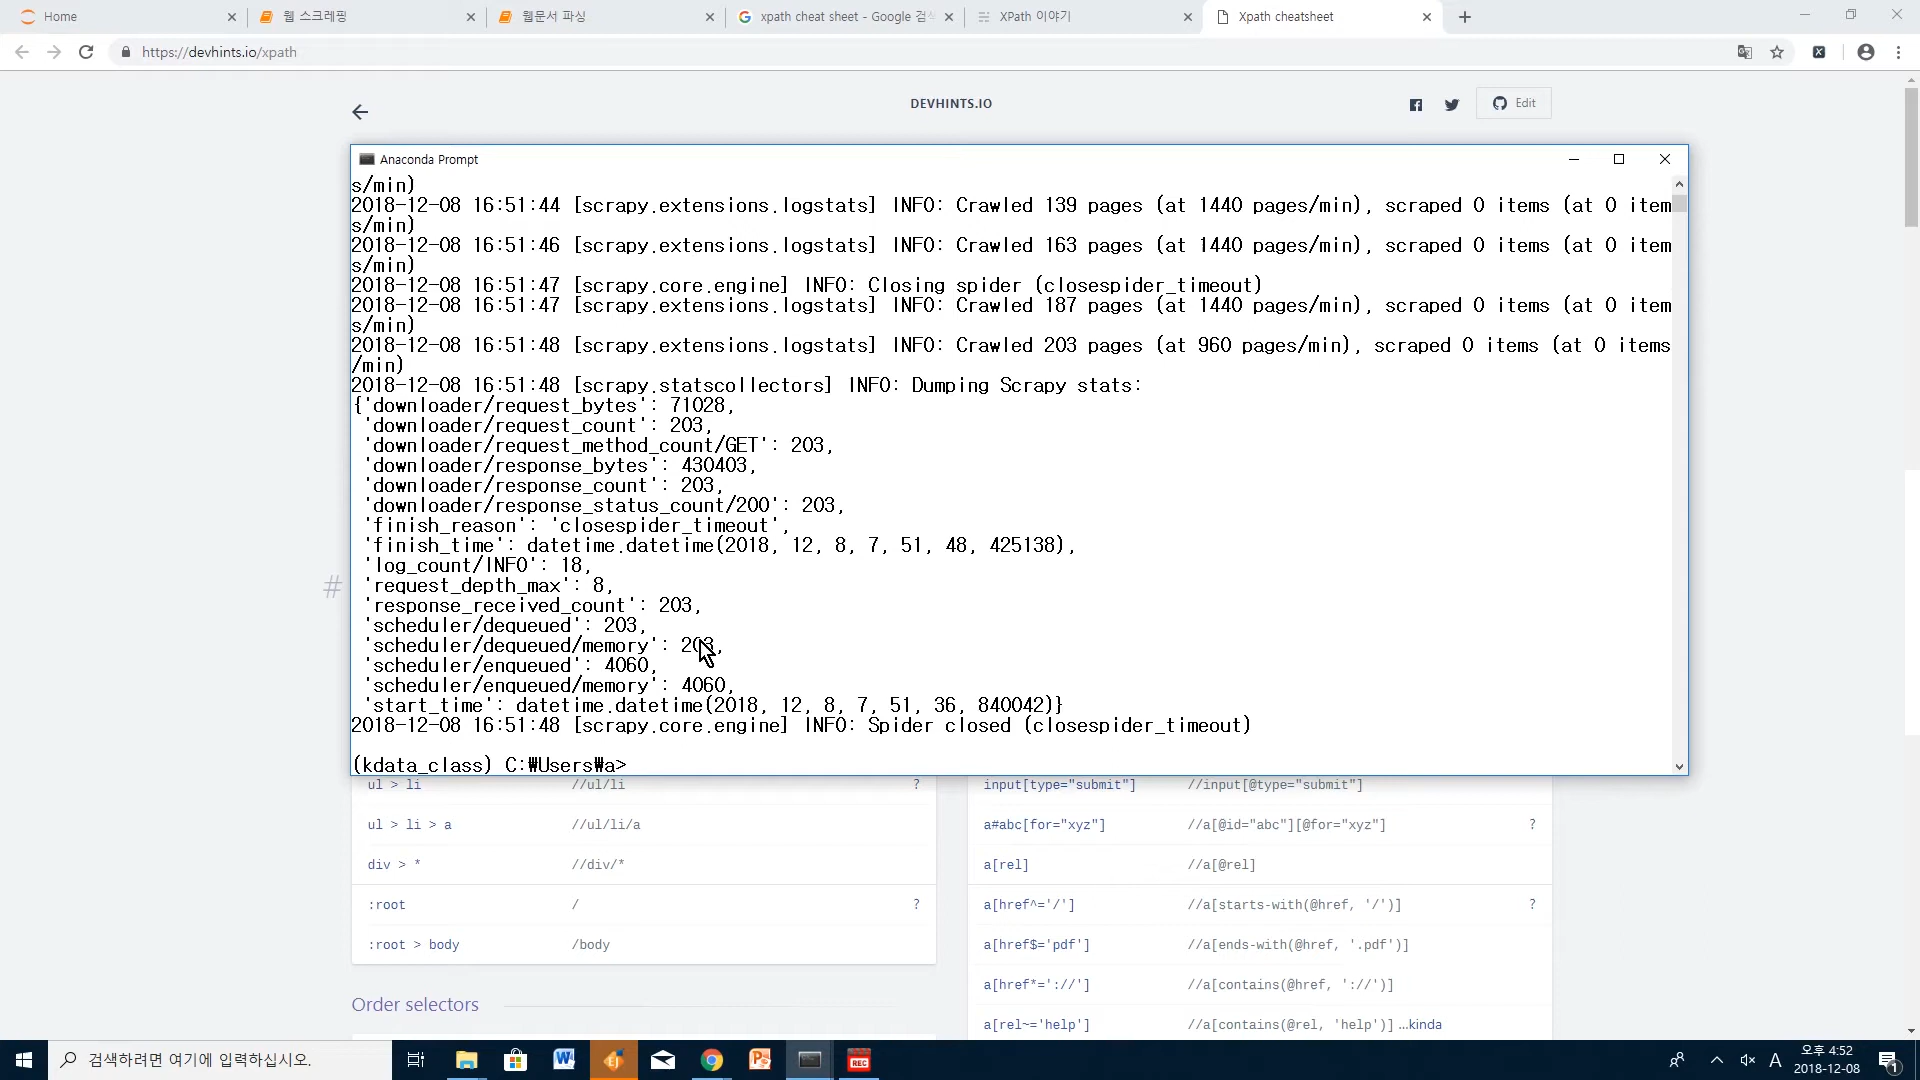 Home
웹 스크레핑
웹문서 파싱
xpath cheat sheet - Google 검색
XPath 이야기
Xpath cheatsheet
https://devhints.io/xpath
DEVHINTS.IO
Edit
Anaconda Prompt
s/min)
2018-12-08 16:51:44 [scrapy.extensions.logstats] INFO: Crawled 139 pages (at 1440 pages/min), scraped 0 items (at 0 item
s/min)
2018-12-08 16:51:46 [scrapy.extensions.logstats] INFO: Crawled 163 pages (at 1440 pages/min), scraped 0 items (at 0 item
s/min)
2018-12-08 16:51:47 [scrapy.core.engine] INFO: Closing spider (closespider_timeout)
2018-12-08 16:51:47 [scrapy.extensions.logstats] INFO: Crawled 187 pages (at 1440 pages/min), scraped 0 items (at 0 item
s/min)
2018-12-08 16:51:48 [scrapy.extensions.logstats] INFO: Crawled 203 pages (at 960 pages/min), scraped 0 items (at 0 items
/min)
2018-12-08 16:51:48 [scrapy.statscollectors] INFO: Dumping Scrapy stats:
{'downloader/request_bytes': 71028,
'downloader/request_count': 203,
'downloader/request_method_count/GET': 203,
'downloader/response_bytes': 430403,
'downloader/response_count': 203,
'downloader/response_status_count/200': 203,
'finish_reason': 'closespider_timeout',
'finish_time': datetime.datetime(2018, 12, 8, 7, 51, 48, 425138),
'log_count/INFO': 18,
#
'request_depth_max': 8,
'response_received_count': 203,
'scheduler/dequeued': 203,
'scheduler/dequeued/memory': 203,
'scheduler/enqueued': 4060,
'scheduler/enqueued/memory': 4060,
'start_time': datetime.datetime(2018, 12, 8, 7, 51, 36, 840042)}
2018-12-08 16:51:48 [scrapy.core.engine] INFO: Spider closed (closespider_timeout)
(kdata_class) C:₩Users₩a>
ul > li //ul/li ?
ul > li > a //ul/li/a
div > * //div/*
:root / ?
:root > body /body
Order selectors
input[type="submit"] //input[@type="submit"]
a#abc[for="xyz"] //a[@id="abc"][@for="xyz"] ?
a[rel] //a[@rel]
a[href^='/'] //a[starts-with(@href, '/')] ?
a[href$='pdf'] //a[ends-with(@href, '.pdf')]
a[href*='://'] //a[contains(@href, '://')]
a[rel~='help'] //a[contains(@rel, 'help')] …kinda
검색하려면 여기에 입력하십시오.
REC
A
오후 4:52
2018-12-08
1